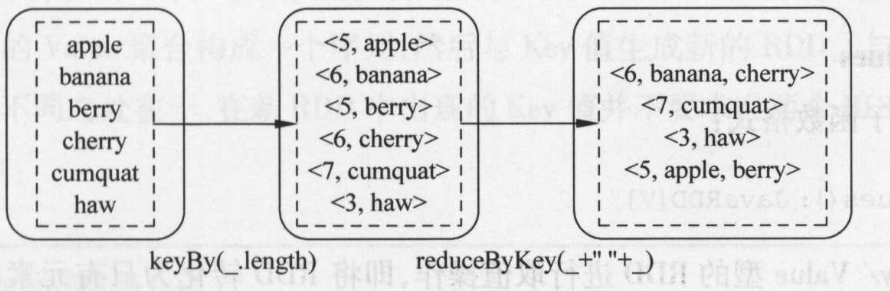 apple
banana
berry
cherry
cumquat
haw
<5, apple>
<6, banana>
<5, berry>
<6, cherry>
<7, cumquat>
<3, haw>
<6, banana, cherry>
<7, cumquat>
<3, haw>
<5, apple, berry>
keyBy(_.length)
reduceByKey(_+" "+_)